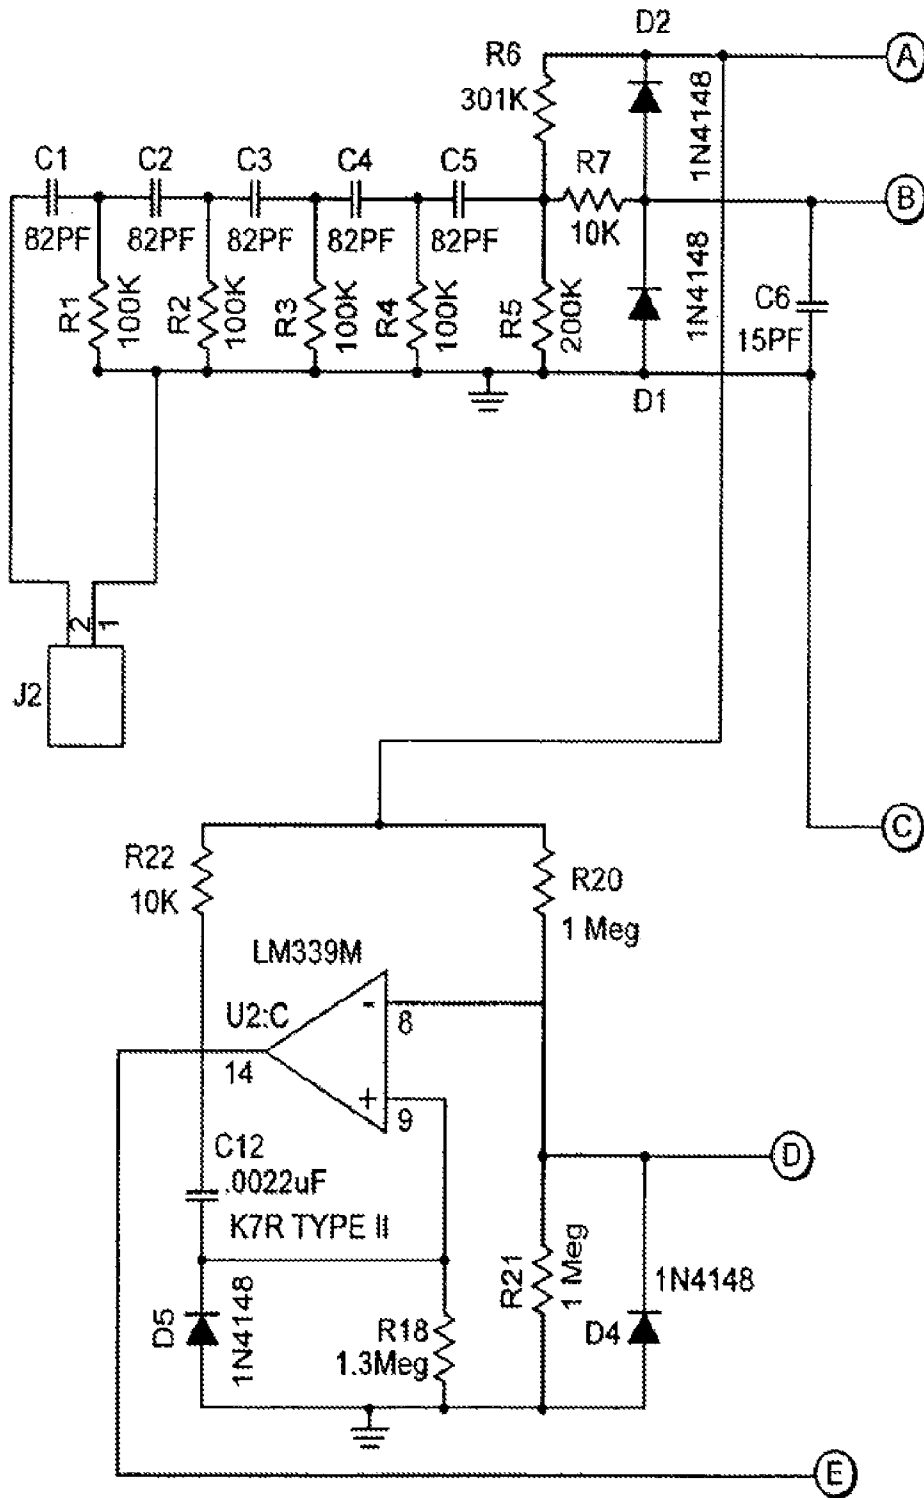 D2
A
R6
301K
1N4148
C1
C2
C3
C4
C5
R7
B
82PF
82PF
82PF
82PF
82PF
10K
R1
100K
R2
100K
R3
100K
R4
100K
R5
200K
1N4148
C6
15PF
D1
2
1
J2
C
R22
10K
R20
1 Meg
LM339M
U2:C
-
8
14
+
9
C12
.0022uF
D
K7R TYPE II
D5
1N4148
R18
1.3Meg
R21
1 Meg
1N4148
D4
E